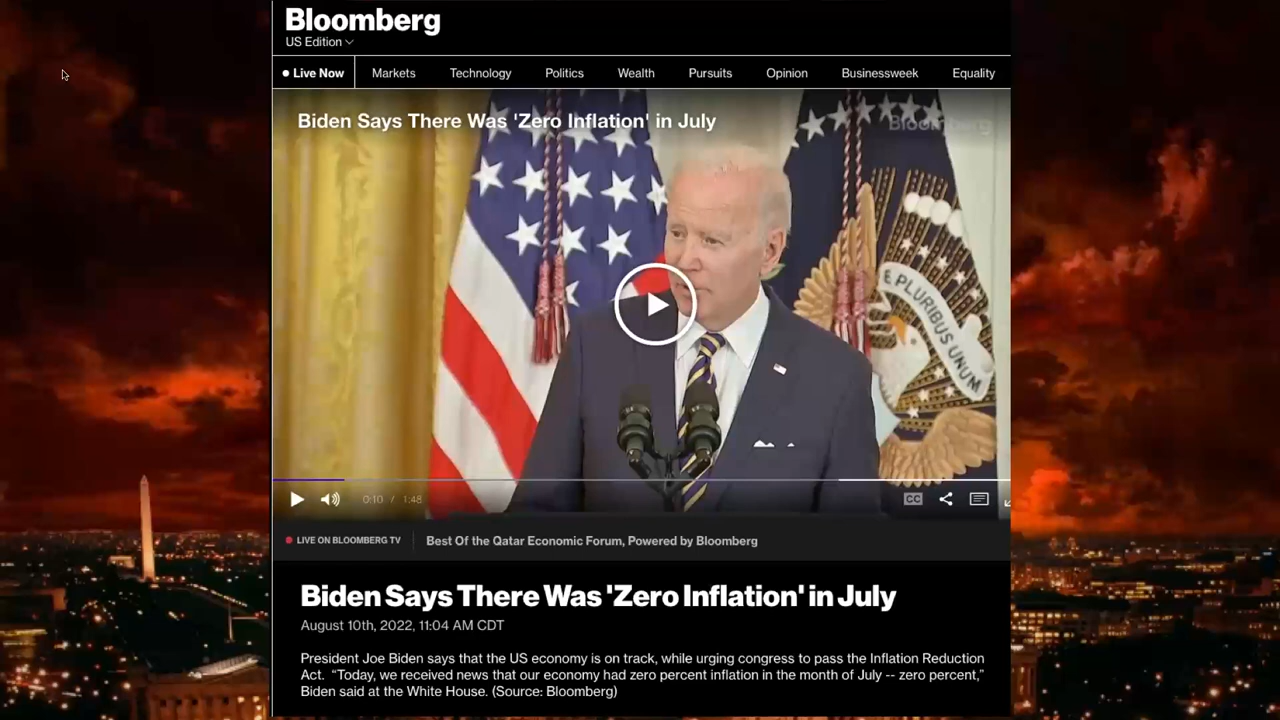 Bloomberg
US Edition
Live Now Markets Technology Politics Wealth Pursuits Opinion Businessweek Equality
Biden Says There Was 'Zero Inflation' in July
Bloomberg
E PLURIBUS UNUM
0:10 / 1:48
CC
LIVE ON BLOOMBERG TV Best Of the Qatar Economic Forum, Powered by Bloomberg
Biden Says There Was 'Zero Inflation' in July
August 10th, 2022, 11:04 AM CDT
President Joe Biden says that the US economy is on track, while urging congress to pass the Inflation Reduction
Act. “Today, we received news that our economy had zero percent inflation in the month of July -- zero percent,”
Biden said at the White House. (Source: Bloomberg)